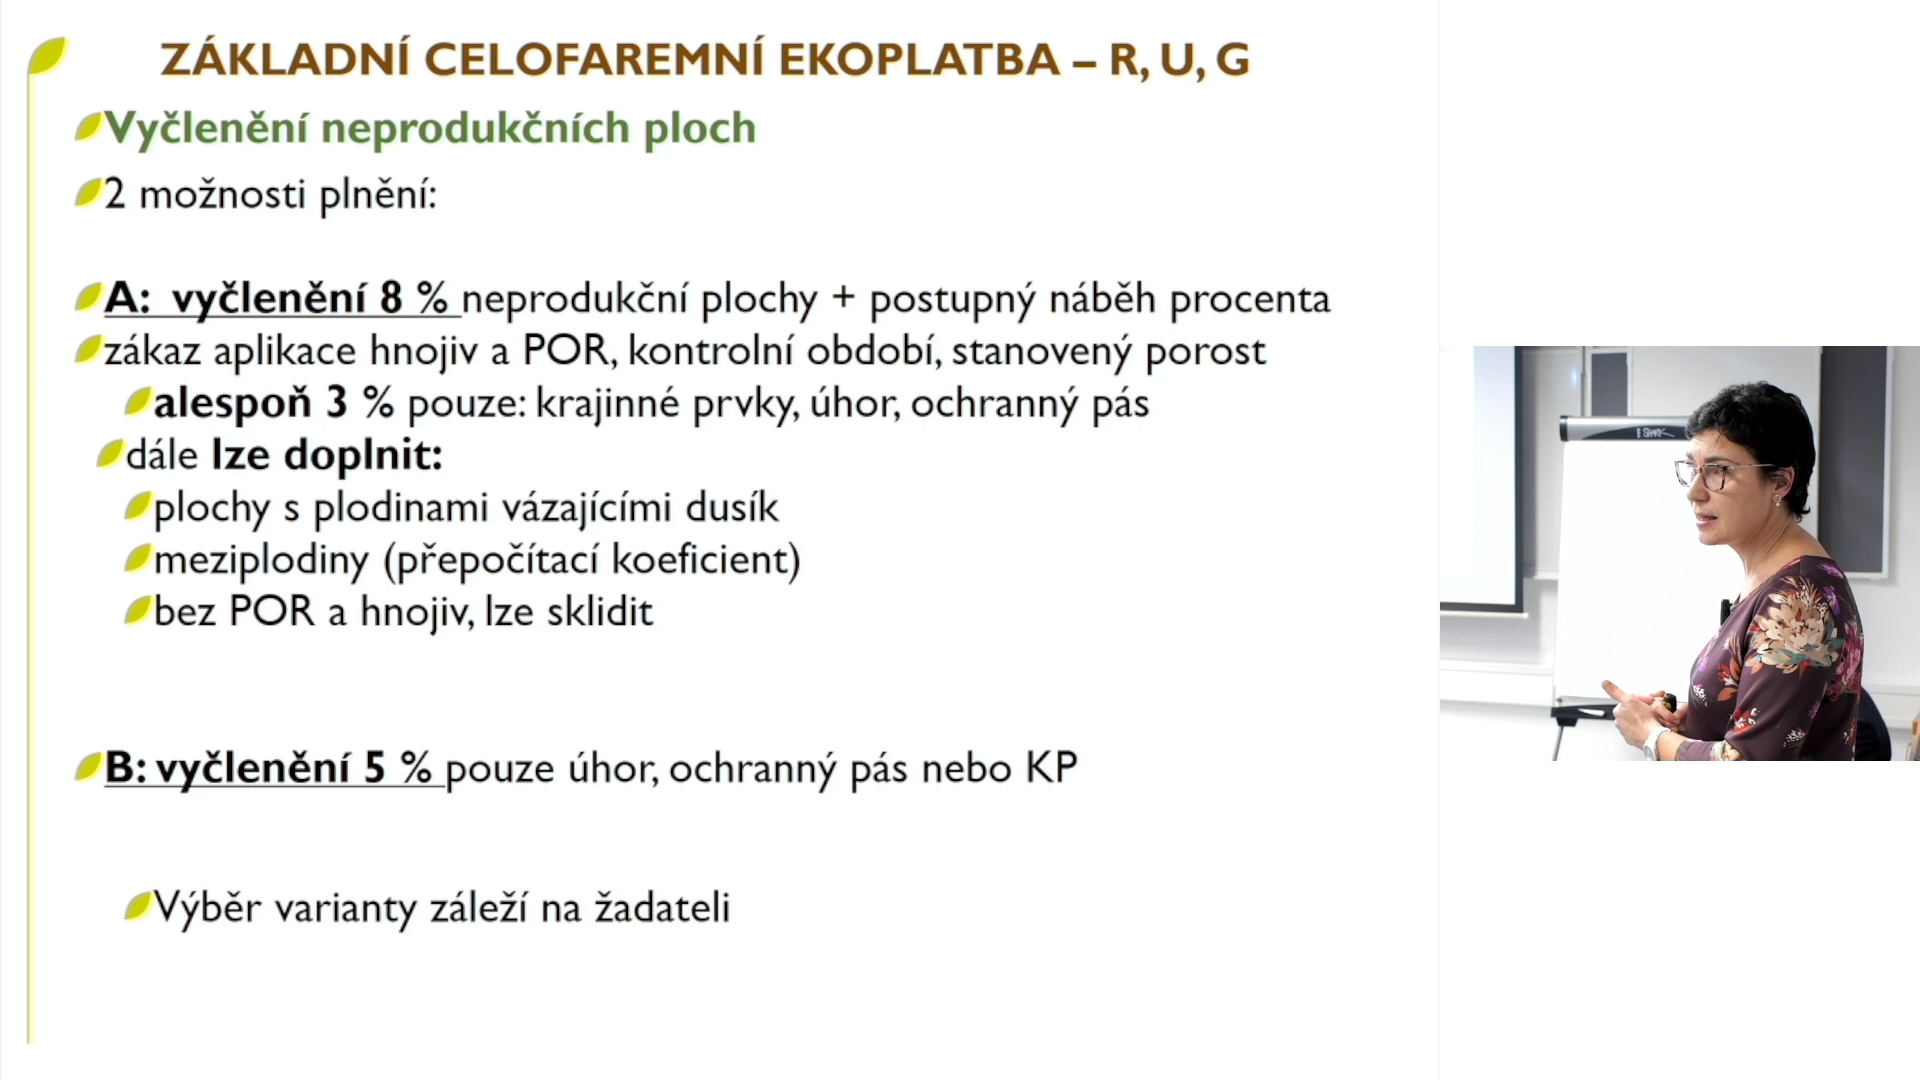 ZÁKLADNÍ CELOFAREMNÍ EKOPLATBA – R, U, G
Vyčlenění neprodukčních ploch
2 možnosti plnění:
A: vyčlenění 8 % neprodukční plochy + postupný náběh procenta
zákaz aplikace hnojiv a POR, kontrolní období, stanovený porost
alespoň 3 % pouze: krajinné prvky, úhor, ochranný pás
dále lze doplnit:
plochy s plodinami vázajícími dusík
meziplodiny (přepočítací koeficient)
bez POR a hnojiv, lze sklidit
B: vyčlenění 5 % pouze úhor, ochranný pás nebo KP
Výběr varianty záleží na žadateli